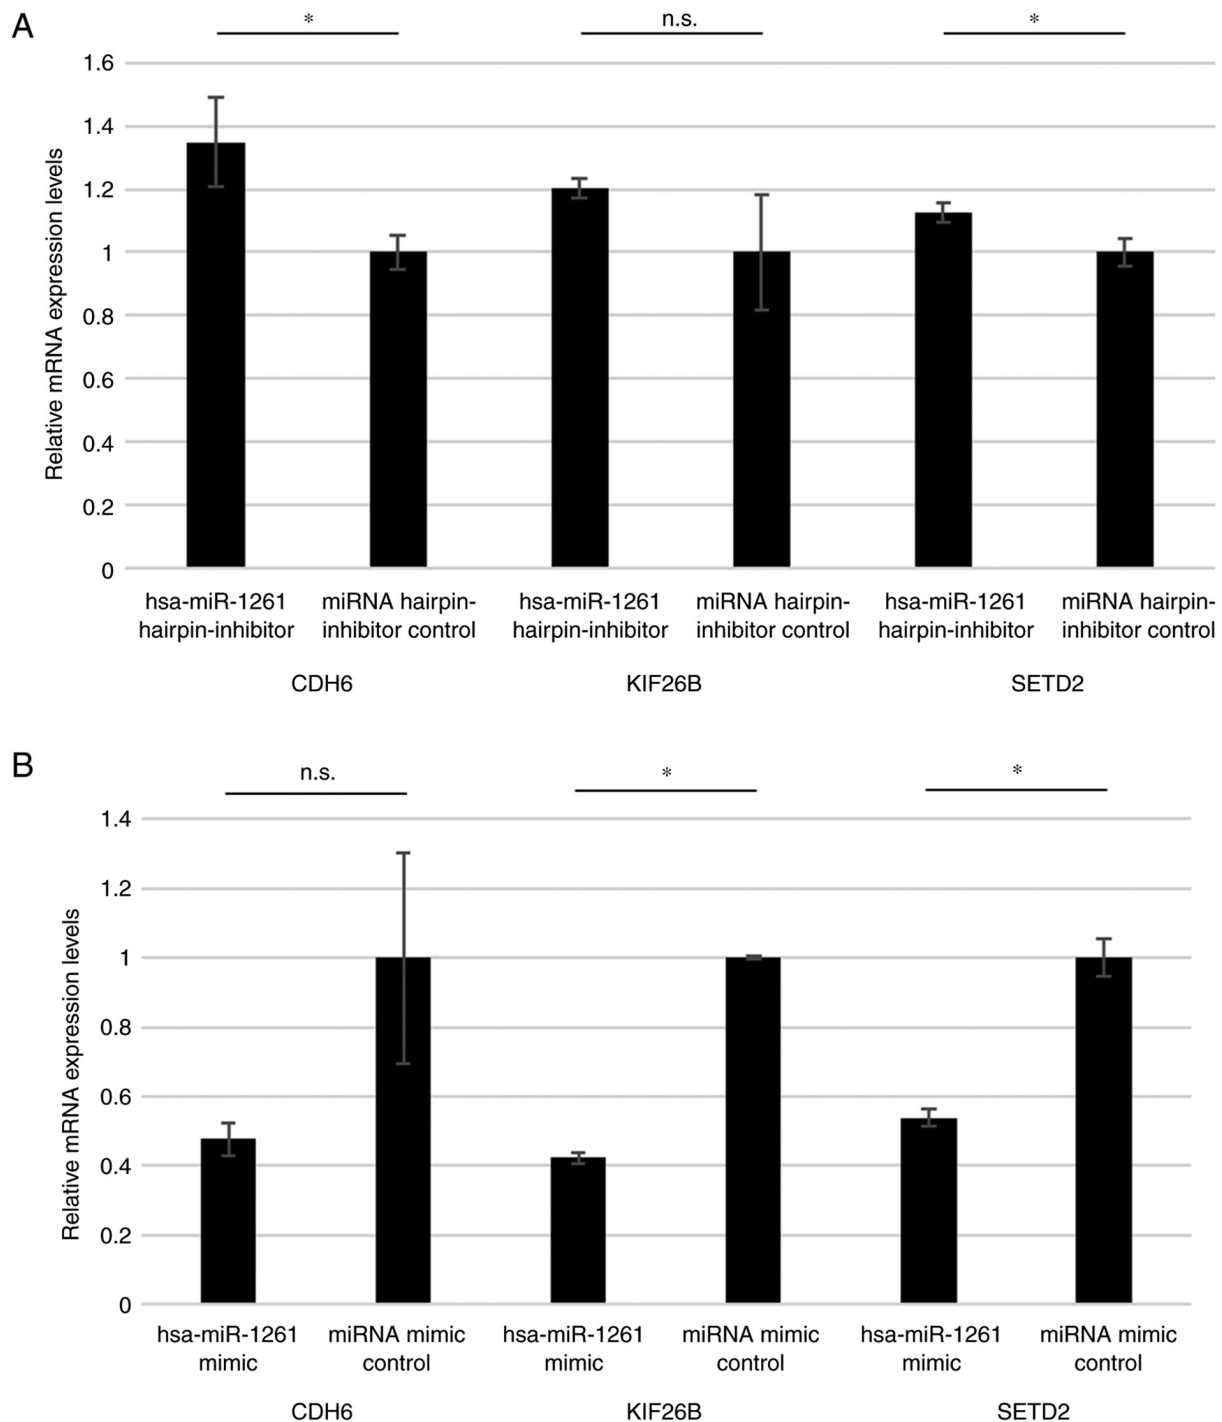 A
* n.s. *
1.6
1.4
1.2
1
0.8
0.6
0.4
0.2
0
Relative mRNA expression levels
hsa-miR-1261 miRNA hairpin- hsa-miR-1261 miRNA hairpin- hsa-miR-1261 miRNA hairpin-
hairpin-inhibitor inhibitor control hairpin-inhibitor inhibitor control hairpin-inhibitor inhibitor control
CDH6 KIF26B SETD2
B
n.s. * *
1.4
1.2
1
0.8
0.6
0.4
0.2
0
Relative mRNA expression levels
hsa-miR-1261 miRNA mimic hsa-miR-1261 miRNA mimic hsa-miR-1261 miRNA mimic
mimic control mimic control mimic control
CDH6 KIF26B SETD2